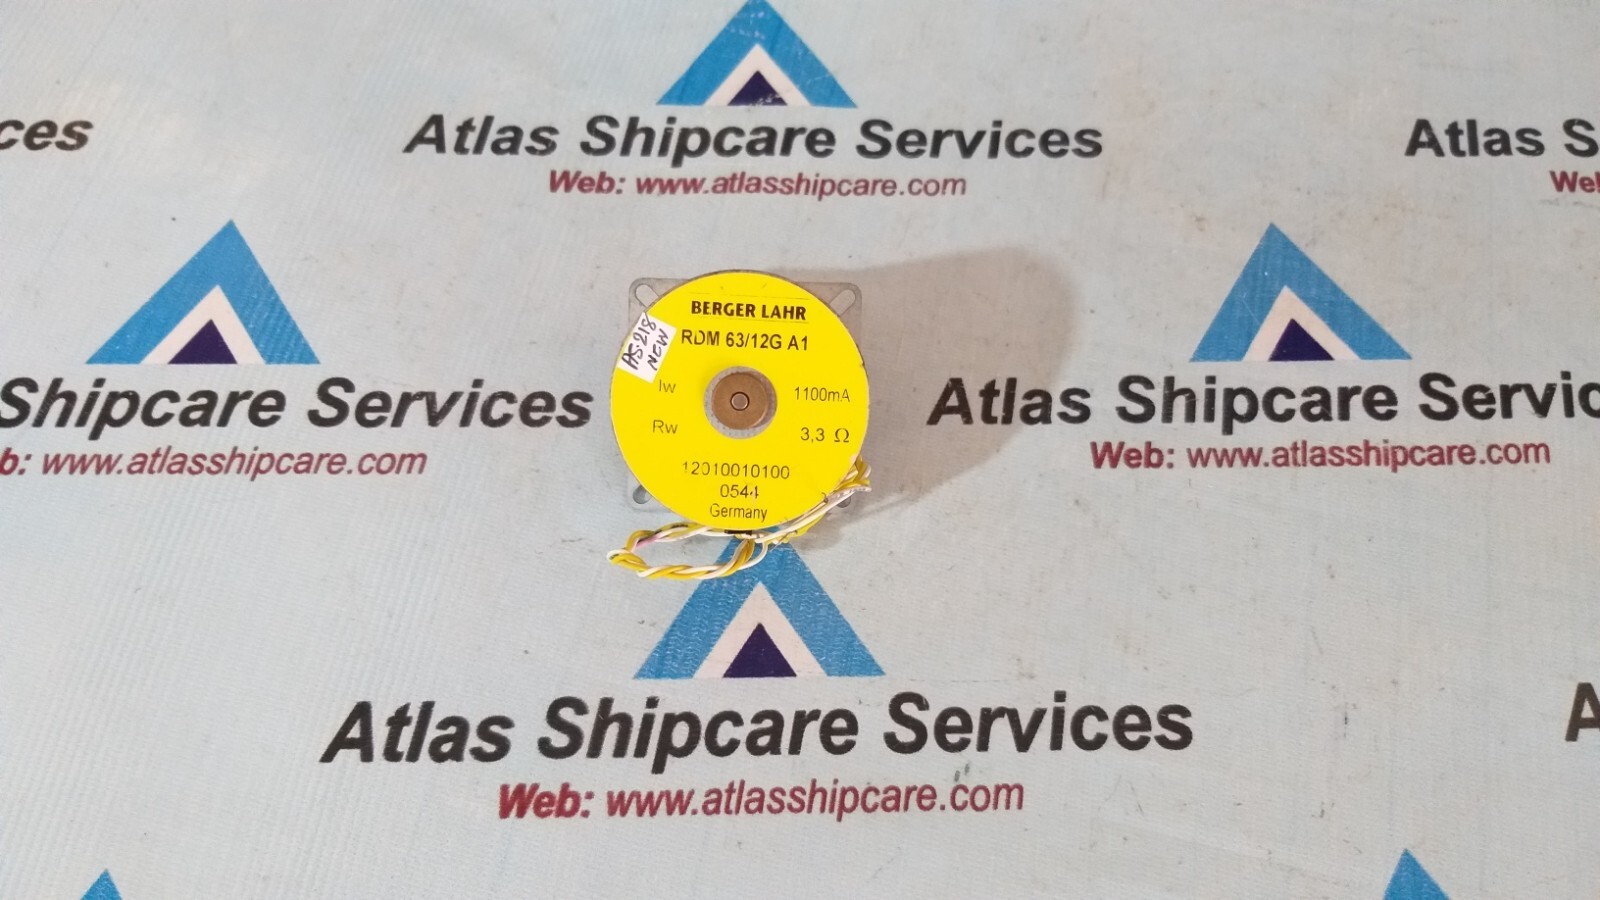 ces
Atlas Shipcare Services
Web: www.atlasshipcare.com
Atlas S
Wel
BERGER LAHR
RDM 63/12G A1
AS-218
NEW
Iw 1100mA
Rw 3,3 Ω
12010010100
0544
Germany
Shipcare Services
b: www.atlasshipcare.com
Atlas Shipcare Servic
Web: www.atlasshipcare.com
Atlas Shipcare Services
Web: www.atlasshipcare.com
A